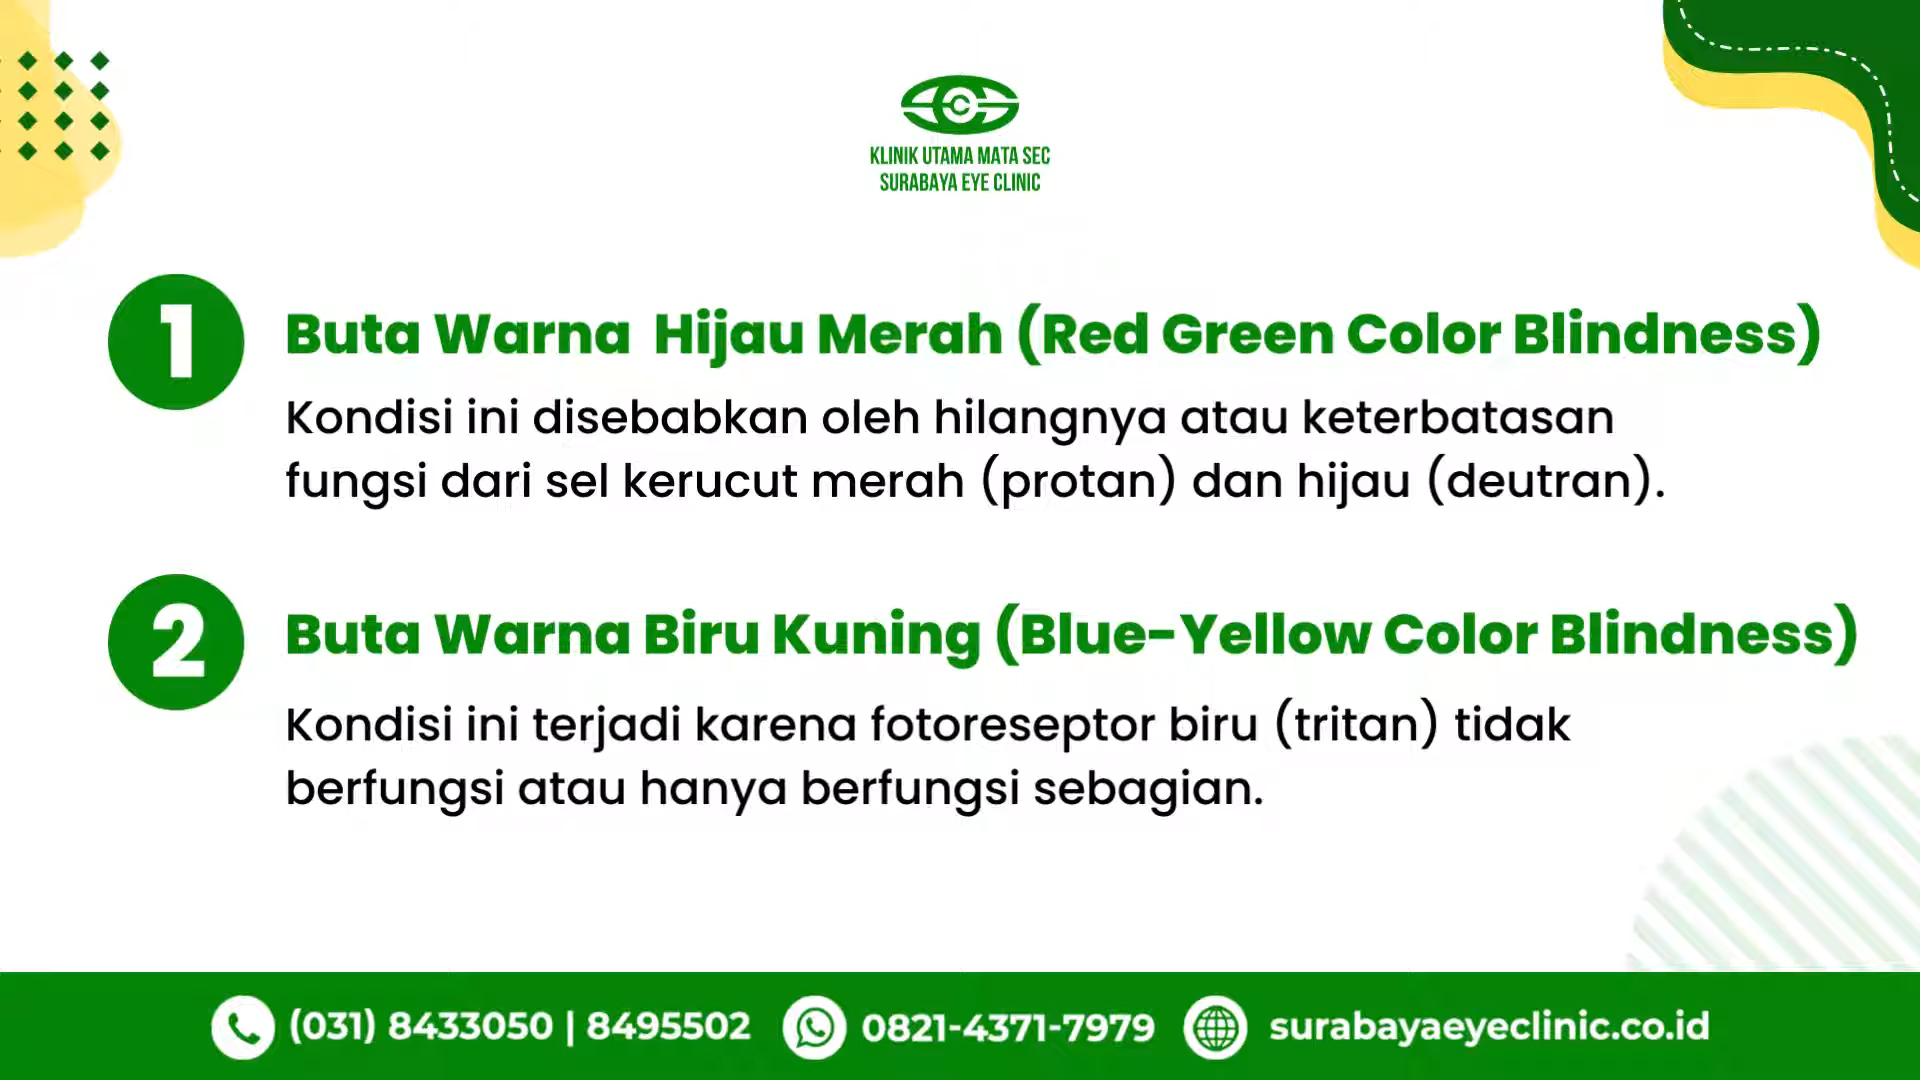 KLINIK UTAMA MATA SEC
SURABAYA EYE CLINIC
1
Buta Warna Hijau Merah (Red Green Color Blindness)
Kondisi ini disebabkan oleh hilangnya atau keterbatasan
fungsi dari sel kerucut merah (protan) dan hijau (deutran).
2
Buta Warna Biru Kuning (Blue-Yellow Color Blindness)
Kondisi ini terjadi karena fotoreseptor biru (tritan) tidak
berfungsi atau hanya berfungsi sebagian.
(031) 8433050 | 8495502
0821-4371-7979
surabayaeyeclinic.co.id